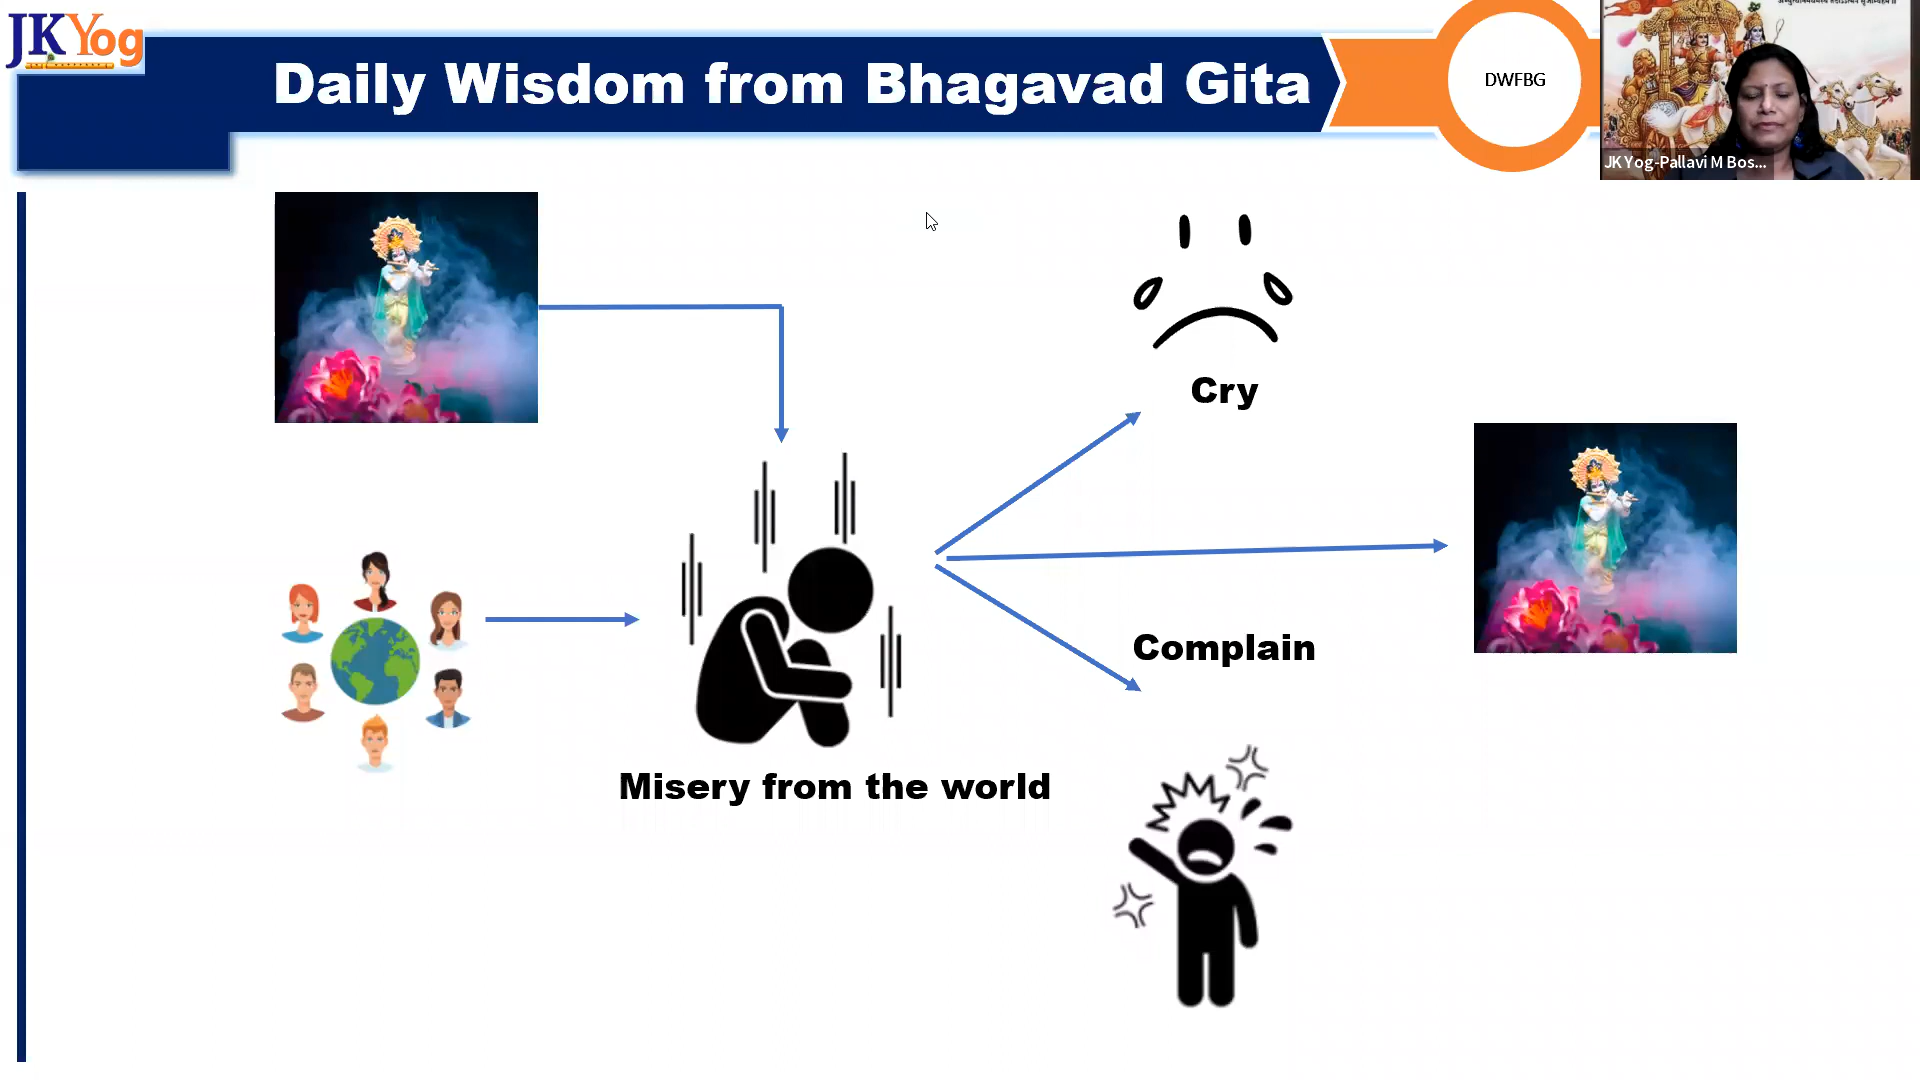 JKYog
Daily Wisdom from Bhagavad Gita
DWFBG
JK Yog-Pallavi M Bos...
Cry
Complain
Misery from the world